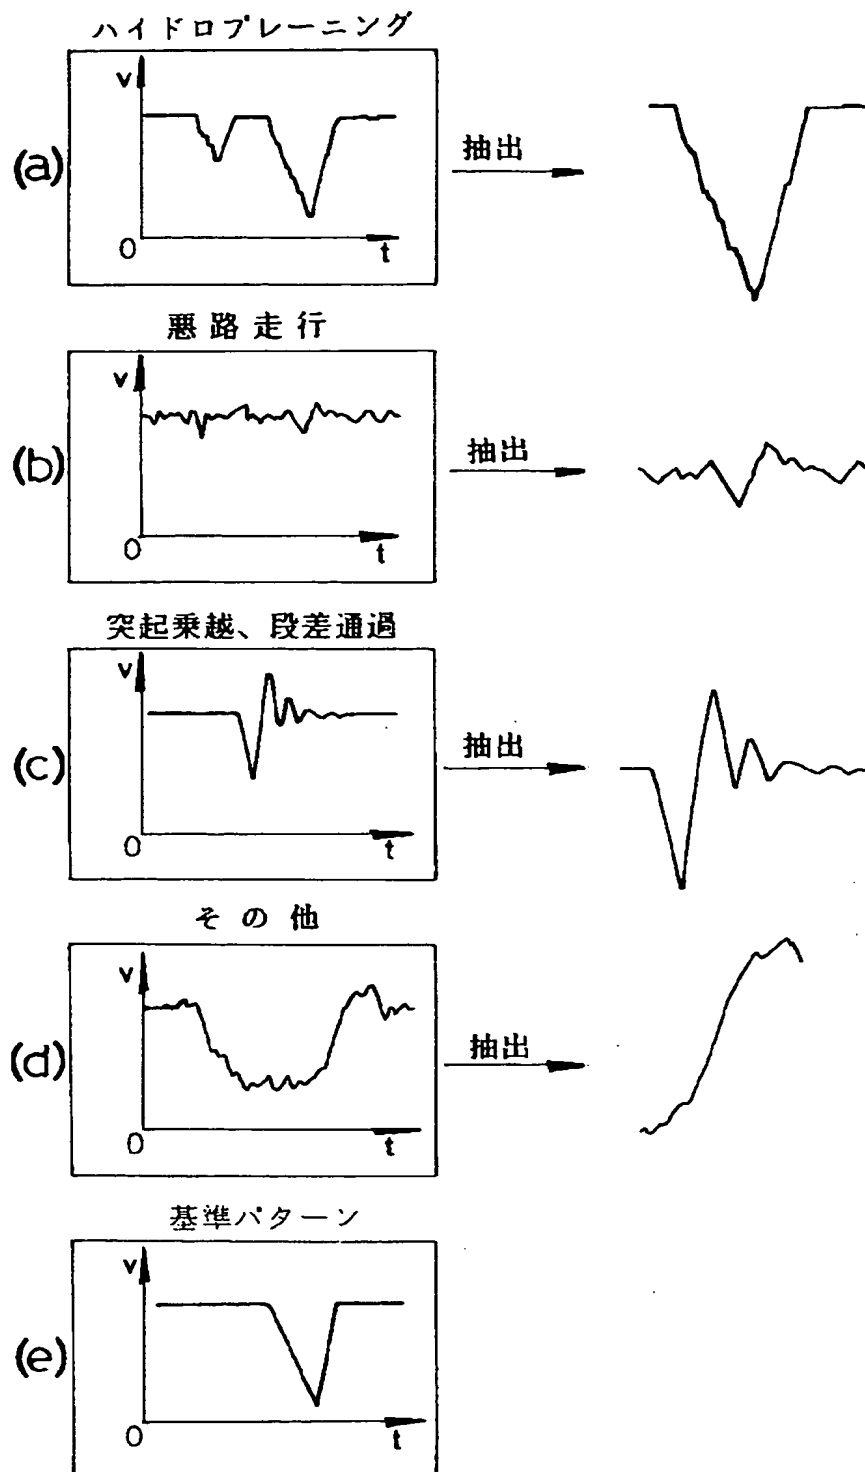 ハイドロプレーニング
(a)
v
0
t
抽出
悪路走行
(b)
v
0
t
抽出
突起乗越、段差通過
(c)
v
0
t
抽出
その他
(d)
v
0
t
抽出
基準パターン
(e)
v
0
t